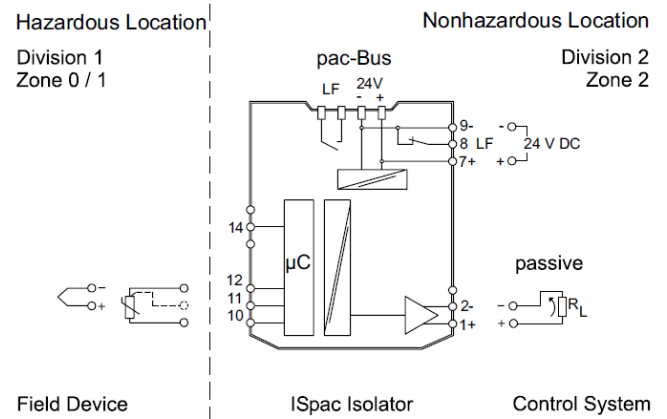 Hazardous Location
Nonhazardous Location
Division 1
Zone 0 / 1
Division 2
Zone 2
pac-Bus
LF 24V
- +
9- - 24 V DC
8 LF
7+ +
14
µC
12
11
10
- 
+
passive
2- - RL
1+ +
Field Device
ISpac Isolator
Control System